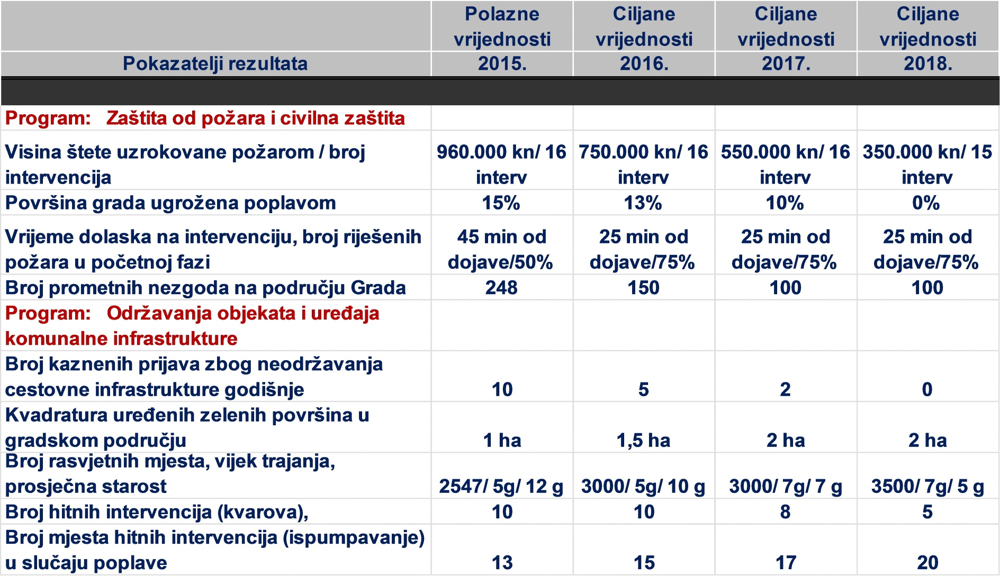 Polazne Ciljane Ciljane Ciljane
vrijednosti vrijednosti vrijednosti vrijednosti
Pokazatelji rezultata 2015. 2016. 2017. 2018.
Program: Zaštita od požara i civilna zaštita
Visina štete uzrokovane požarom / broj 960.000 kn/ 16 750.000 kn/ 16 550.000 kn/ 16 350.000 kn/ 15
intervencija interv interv interv interv
Površina grada ugrožena poplavom 15% 13% 10% 0%
Vrijeme dolaska na intervenciju, broj riješenih 45 min od 25 min od 25 min od 25 min od
požara u početnoj fazi dojave/50% dojave/75% dojave/75% dojave/75%
Broj prometnih nezgoda na području Grada 248 150 100 100
Program: Održavanja objekata i uređaja
komunalne infrastrukture
Broj kaznenih prijava zbog neodržavanja
cestovne infrastrukture godišnje 10 5 2 0
Kvadratura uređenih zelenih površina u
gradskom području 1 ha 1,5 ha 2 ha 2 ha
Broj rasvjetnih mjesta, vijek trajanja,
prosječna starost 2547/ 5g/ 12 g 3000/ 5g/ 10 g 3000/ 7g/ 7 g 3500/ 7g/ 5 g
Broj hitnih intervencija (kvarova), 10 10 8 5
Broj mjesta hitnih intervencija (ispumpavanje)
u slučaju poplave 13 15 17 20